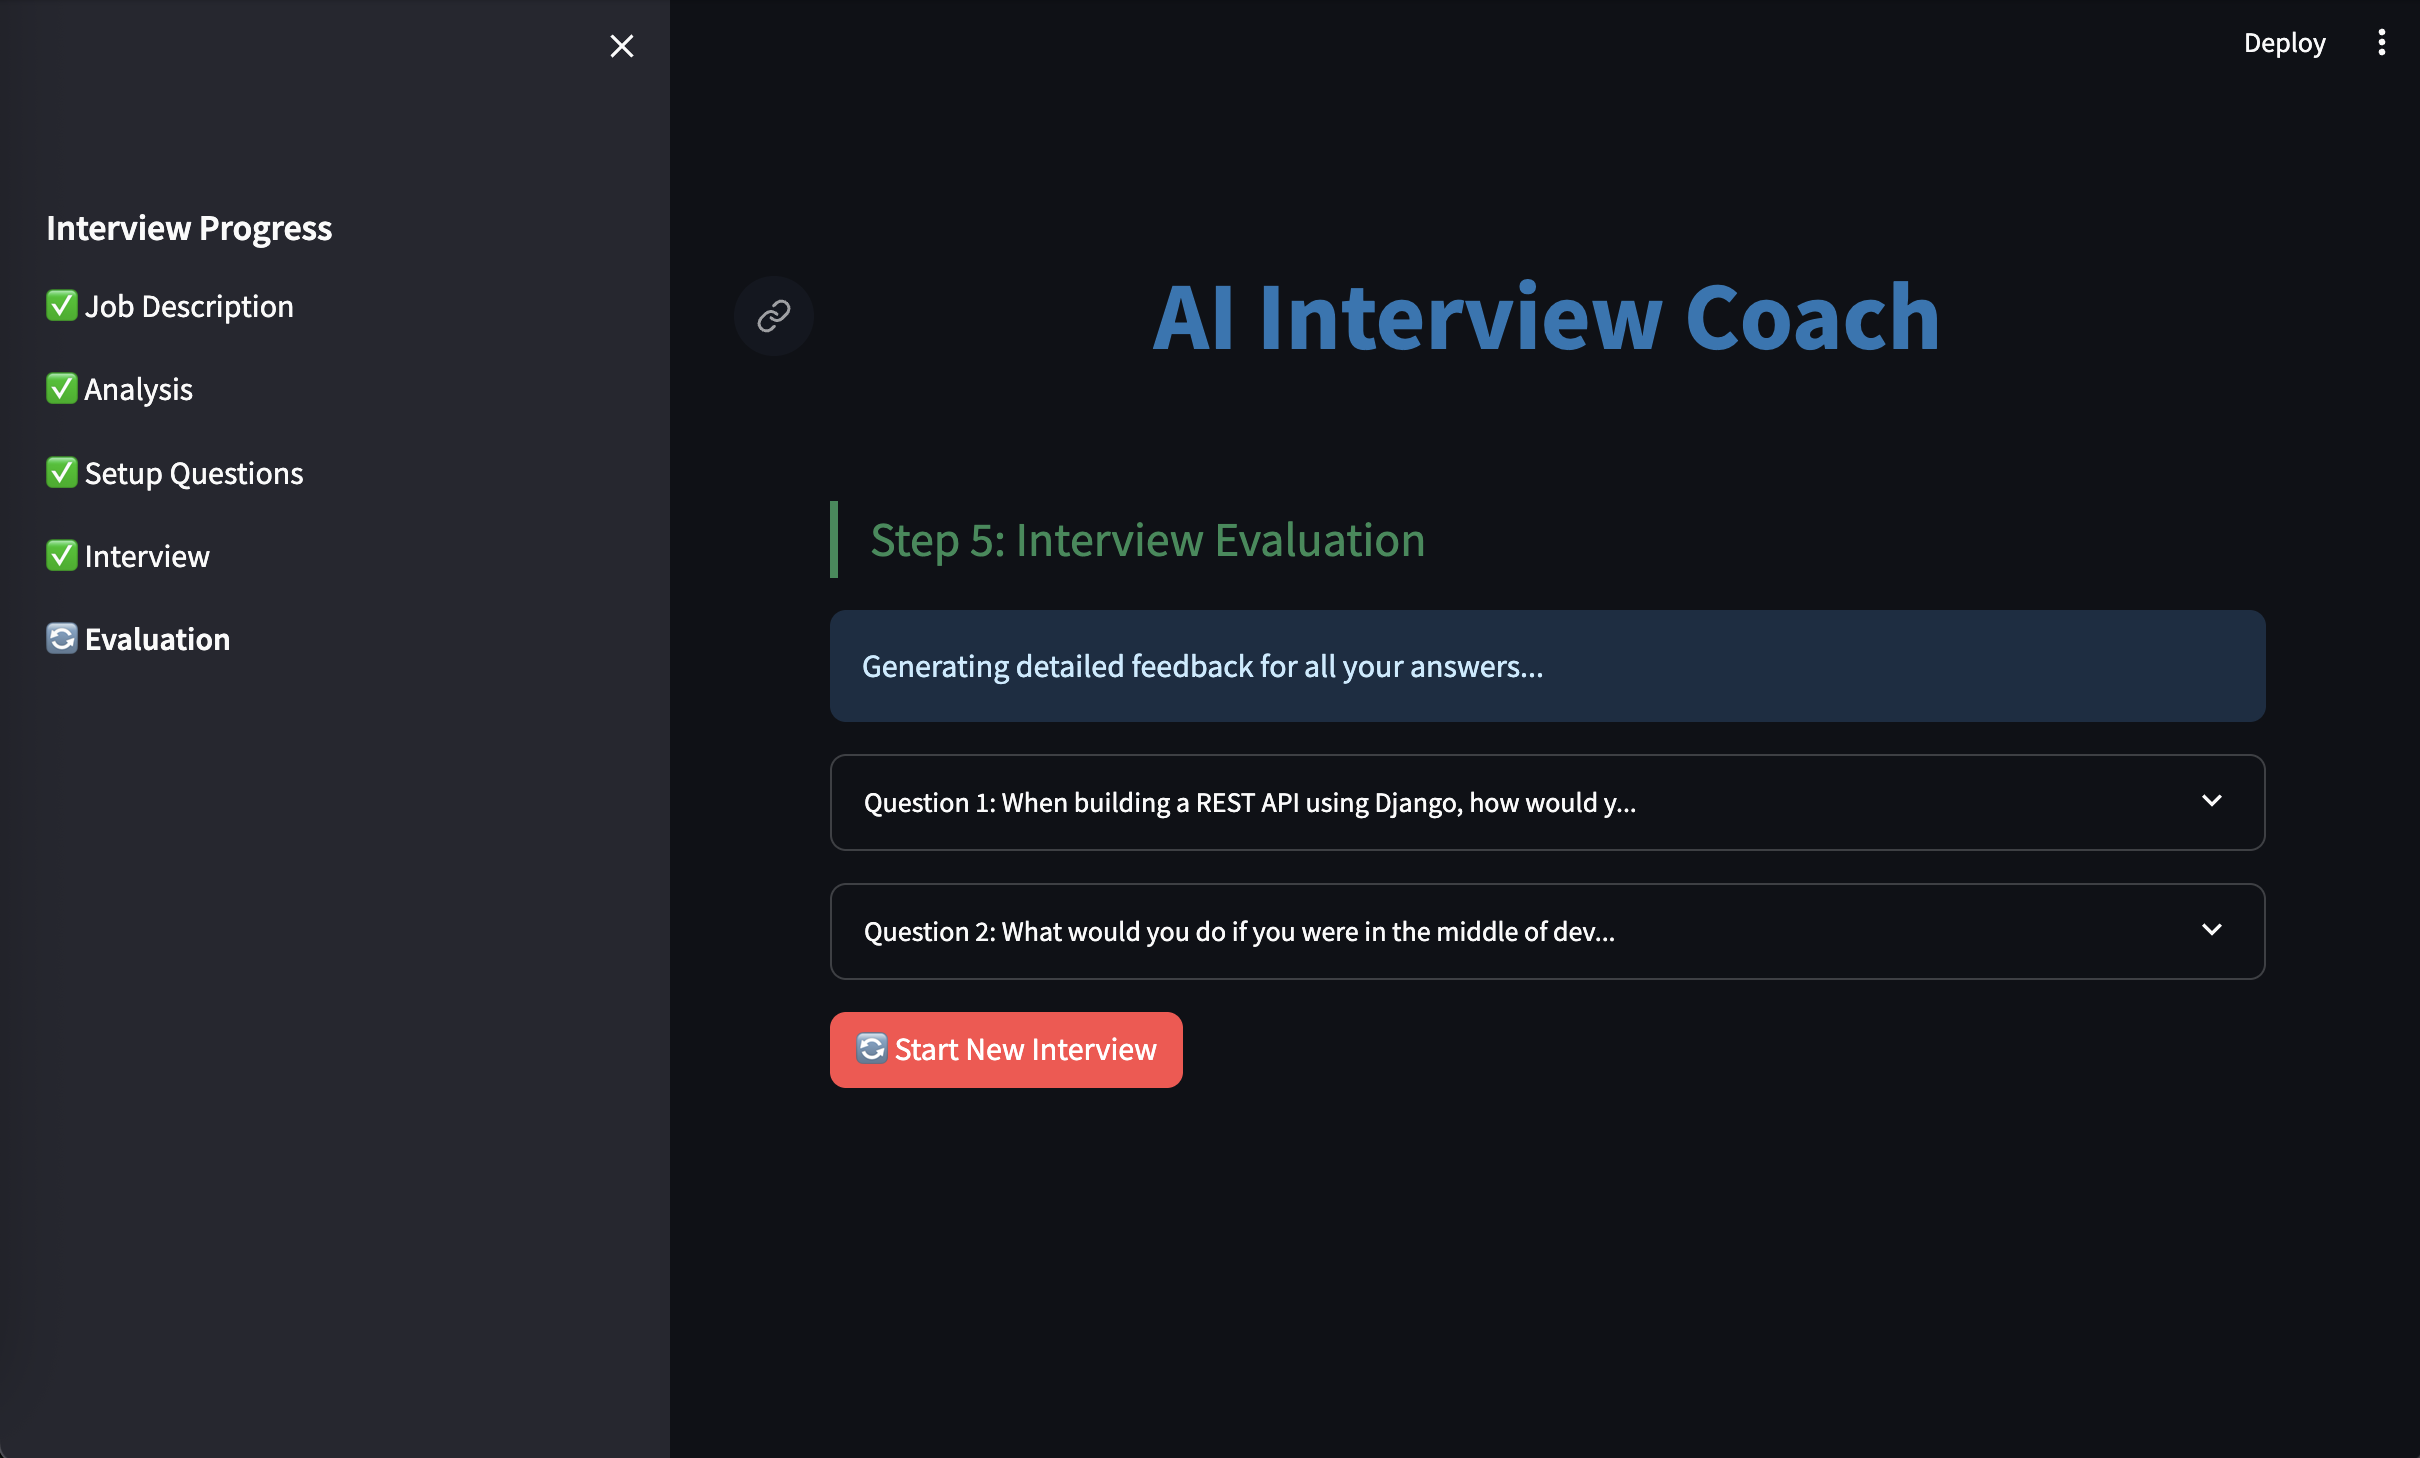 Deploy
Interview Progress
✅ Job Description
✅ Analysis
✅ Setup Questions
✅ Interview
🔄 Evaluation
AI Interview Coach
Step 5: Interview Evaluation
Generating detailed feedback for all your answers...
Question 1: When building a REST API using Django, how would y...
Question 2: What would you do if you were in the middle of dev...
🔄 Start New Interview